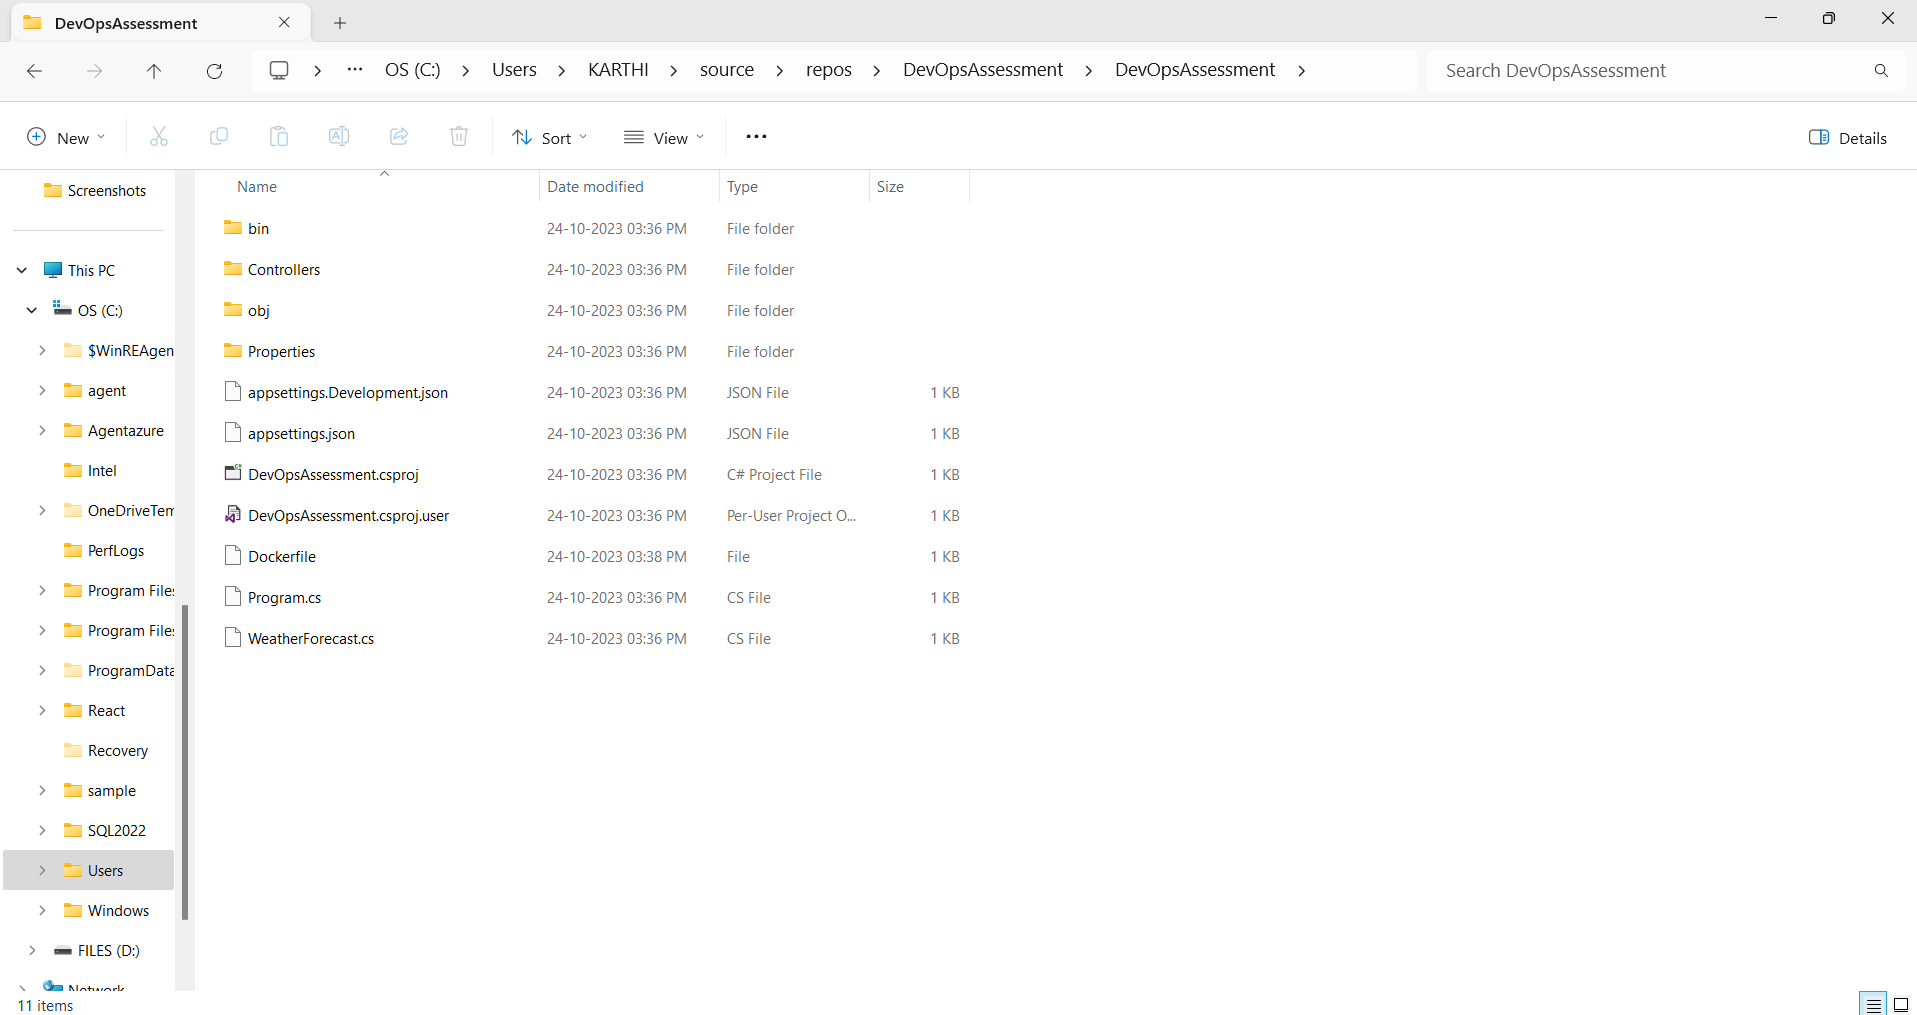 DevOpsAssessment
OS (C:) Users KARTHI source repos DevOpsAssessment DevOpsAssessment
Search DevOpsAssessment
New Sort View Details
Name Date modified Type Size
Screenshots
This PC
OS (C:)
$WinREAgen
agent
Agentazure
Intel
OneDriveTem
PerfLogs
Program Files
Program Files
ProgramData
React
Recovery
sample
SQL2022
Users
Windows
FILES (D:)
Network
bin 24-10-2023 03:36 PM File folder
Controllers 24-10-2023 03:36 PM File folder
obj 24-10-2023 03:36 PM File folder
Properties 24-10-2023 03:36 PM File folder
appsettings.Development.json 24-10-2023 03:36 PM JSON File 1 KB
appsettings.json 24-10-2023 03:36 PM JSON File 1 KB
DevOpsAssessment.csproj 24-10-2023 03:36 PM C# Project File 1 KB
DevOpsAssessment.csproj.user 24-10-2023 03:36 PM Per-User Project O... 1 KB
Dockerfile 24-10-2023 03:38 PM File 1 KB
Program.cs 24-10-2023 03:36 PM CS File 1 KB
WeatherForecast.cs 24-10-2023 03:36 PM CS File 1 KB
11 items